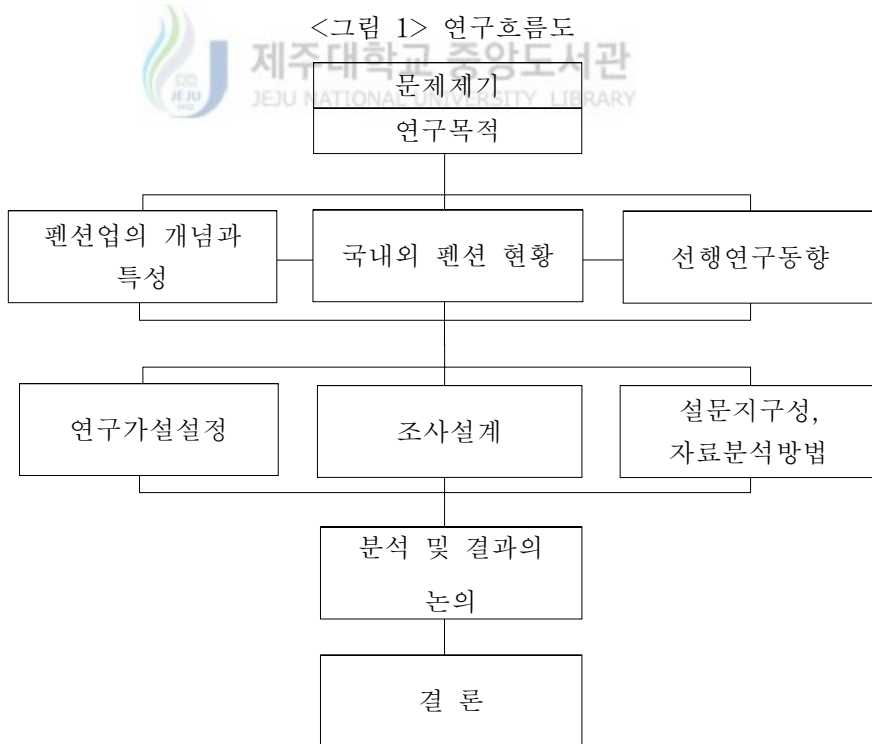 <그림 1> 연구흐름도
제주대학교 중앙도서관
JEJU NATIONAL UNIVERSITY LIBRARY
JEJU
1952
문제제기
연구목적
펜션업의 개념과
특성
국내외 펜션 현황
선행연구동향
연구가설설정
조사설계
설문지구성,
자료분석방법
분석 및 결과의
논의
결 론